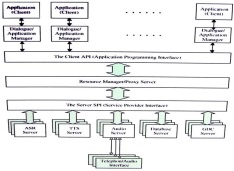 Application
(Client)
Application
(Client)
Application
(Client)
Dialogue/
Application
Manager
Dialogue/
Application
Manager
Dialogue/
Application
Manager
The Client API (Application Programming Interface)
Resource Manager/Proxy Server
The Server SPI (Service Provider Interface)
ASR
Server
TTS
Server
Audio
Server
Database
Server
GDC
Server
Telephone/Audio
Interface